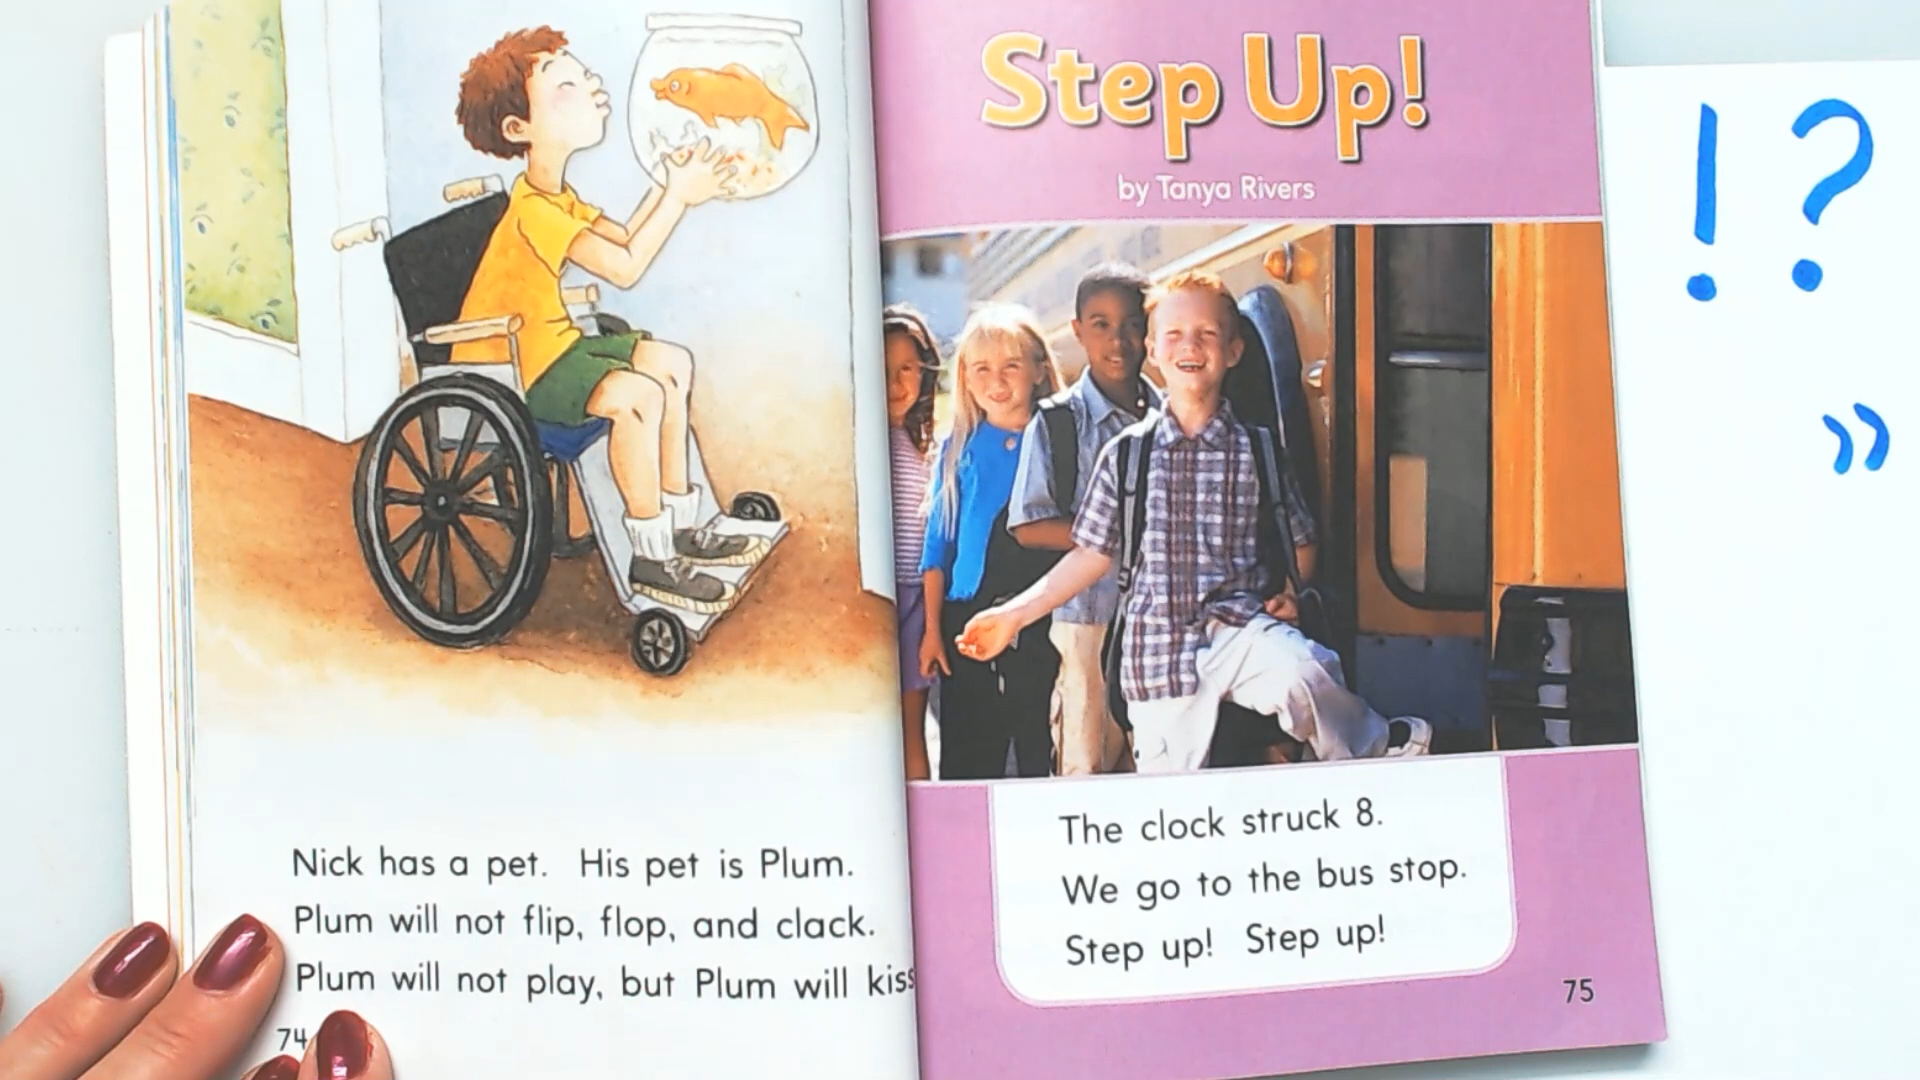 Nick has a pet. His pet is Plum.
Plum will not flip, flop, and clack.
Plum will not play, but Plum will kiss
74
Step Up!
by Tanya Rivers
The clock struck 8.
We go to the bus stop.
Step up! Step up!
75
! ?
”